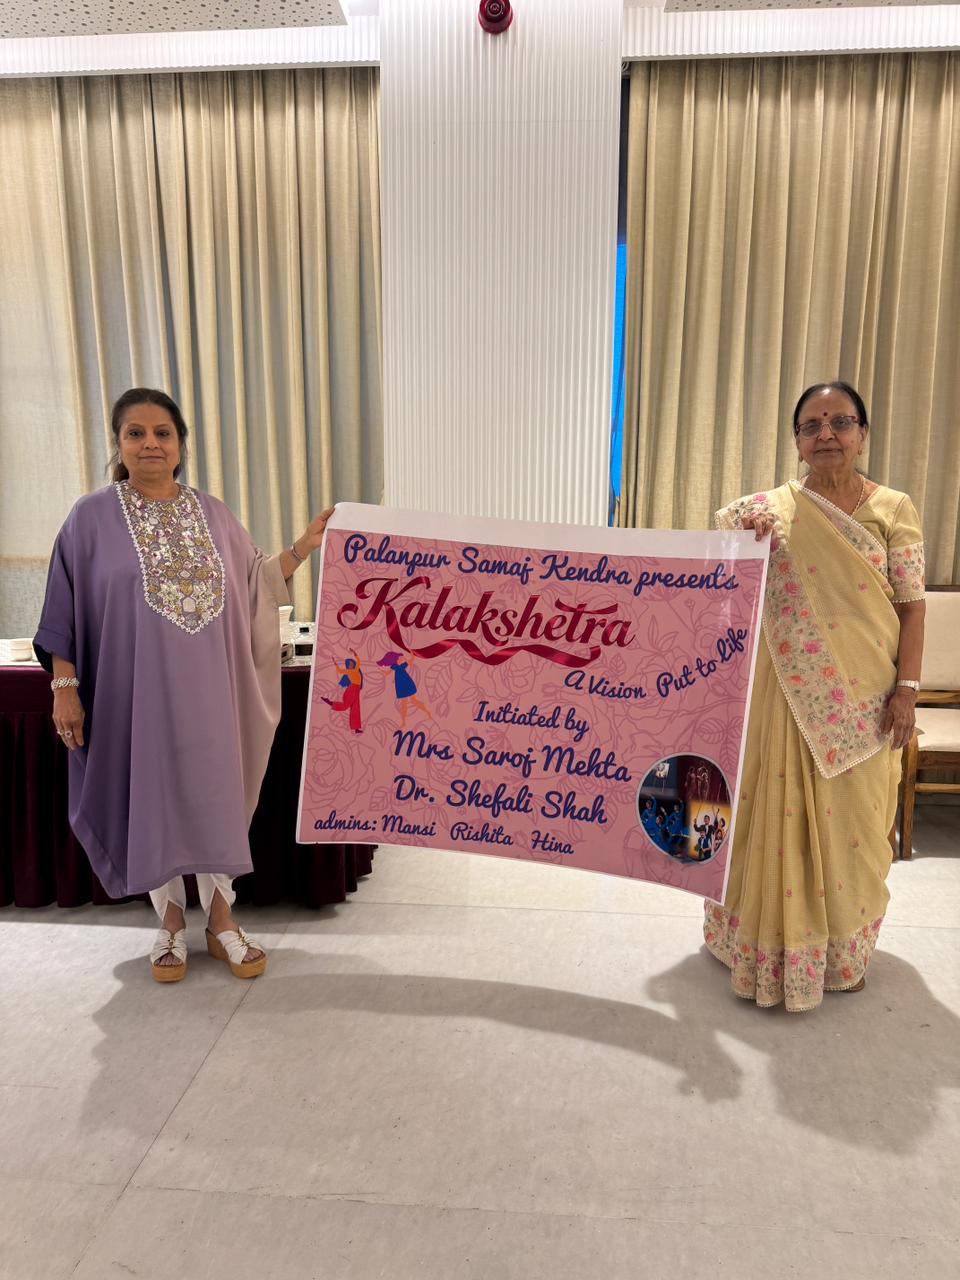 Palanpur Samaj Kendra presents
Kalakshetra
A Vision Put to life
Initiated by
Mrs Saroj Mehta
Dr. Shefali Shah
admins: Mansi Rishita Hina